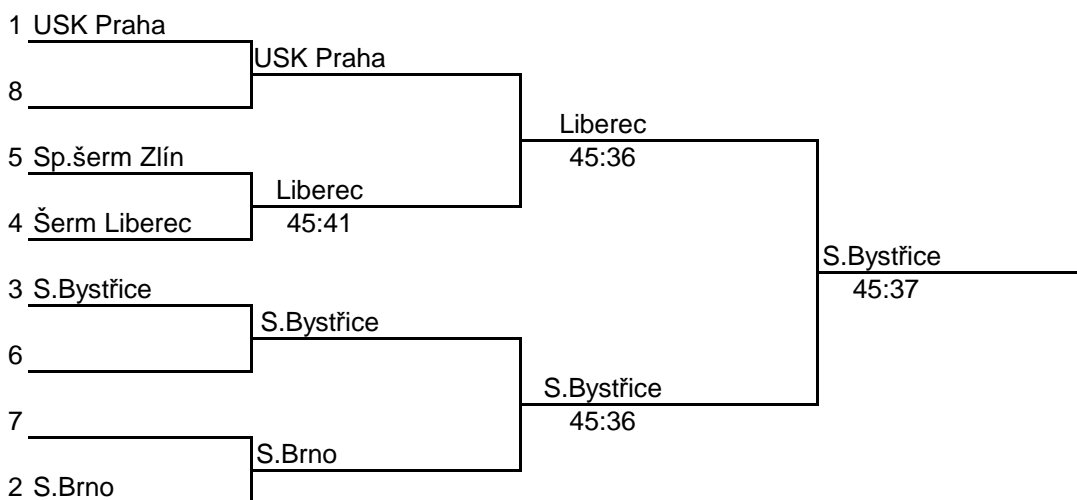 1 USK Praha
USK Praha
8
Liberec
45:36
5 Sp.šerm Zlín
Liberec
45:41
4 Šerm Liberec
S.Bystřice
45:37
3 S.Bystřice
S.Bystřice
6
S.Bystřice
45:36
7
S.Brno
2 S.Brno